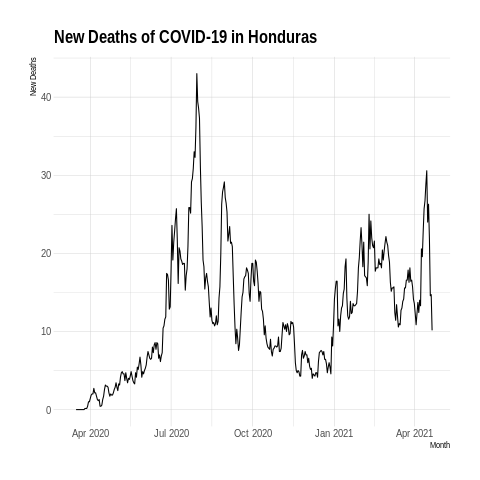 New Deaths of COVID-19 in Honduras
New Deaths
40
30
20
10
0
Apr 2020
Jul 2020
Oct 2020
Jan 2021
Apr 2021
Month